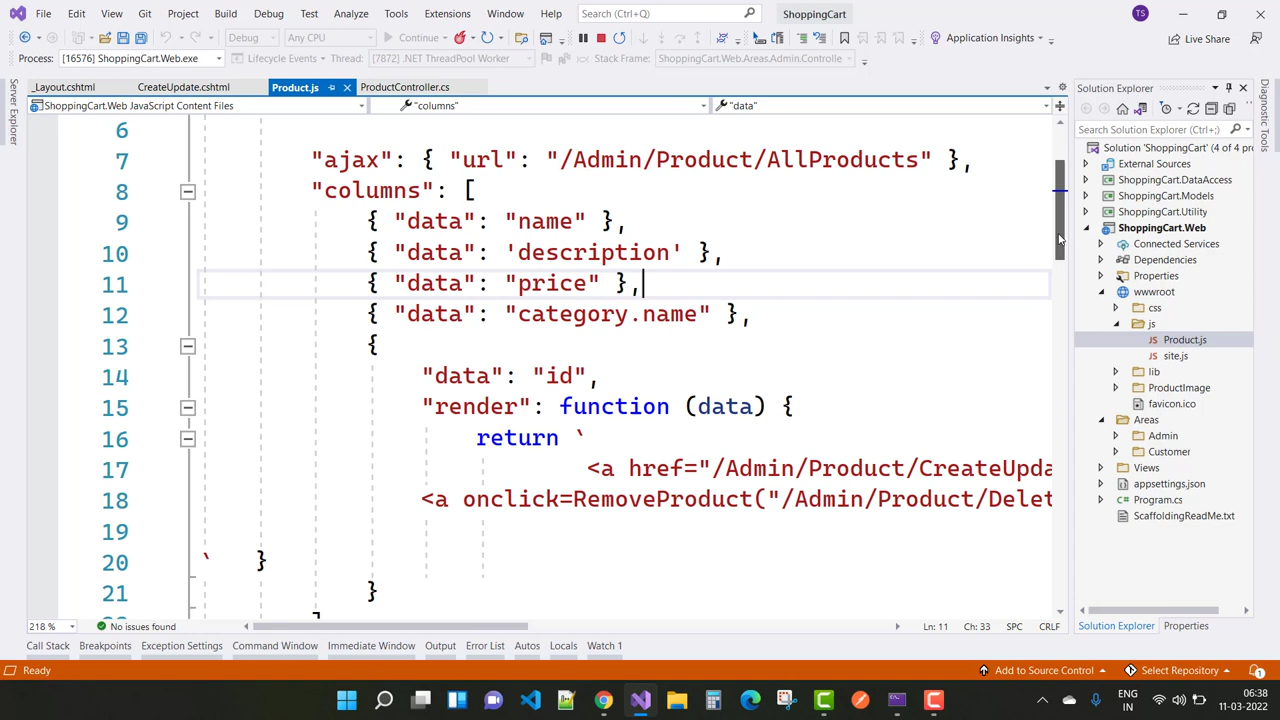 File Edit View Git Project Build Debug Test Analyze Tools Extensions Window Help Search (Ctrl+Q) ShoppingCart TS
Debug Any CPU Continue Application Insights Live Share
Process: [16576] ShoppingCart.Web.exe Lifecycle Events Thread: [7872] .NET ThreadPool Worker Stack Frame: ShoppingCart.Web.Areas.Admin.Controlle
_Layout.cshtml CreateUpdate.cshtml Product.js ProductController.cs
ShoppingCart.Web JavaScript Content Files "columns" "data"
6
7 "ajax": { "url": "/Admin/Product/AllProducts" },
8 "columns": [
9 { "data": "name" },
10 { "data": 'description' },
11 { "data": "price" },
12 { "data": "category.name" },
13 {
14 "data": "id",
15 "render": function (data) {
16 return `
17 <a href="/Admin/Product/CreateUpda
18 <a onclick=RemoveProduct("/Admin/Product/Delet
19
20 ` }
21 }
]
218 % No issues found Ln: 11 Ch: 33 SPC CRLF
Call Stack Breakpoints Exception Settings Command Window Immediate Window Output Error List Autos Locals Watch 1
Ready Add to Source Control Select Repository 1
Server Explorer
Diagnostic Tools
Solution Explorer
Search Solution Explorer (Ctrl+;)
Solution 'ShoppingCart' (4 of 4 proj
External Sources
ShoppingCart.DataAccess
ShoppingCart.Models
ShoppingCart.Utility
ShoppingCart.Web
Connected Services
Dependencies
Properties
wwwroot
css
js
JS Product.js
JS site.js
lib
ProductImage
favicon.ico
Areas
Admin
Customer
Views
appsettings.json
C# Program.cs
ScaffoldingReadMe.txt
Solution Explorer Properties
ENG
IN
06:38
11-03-2022